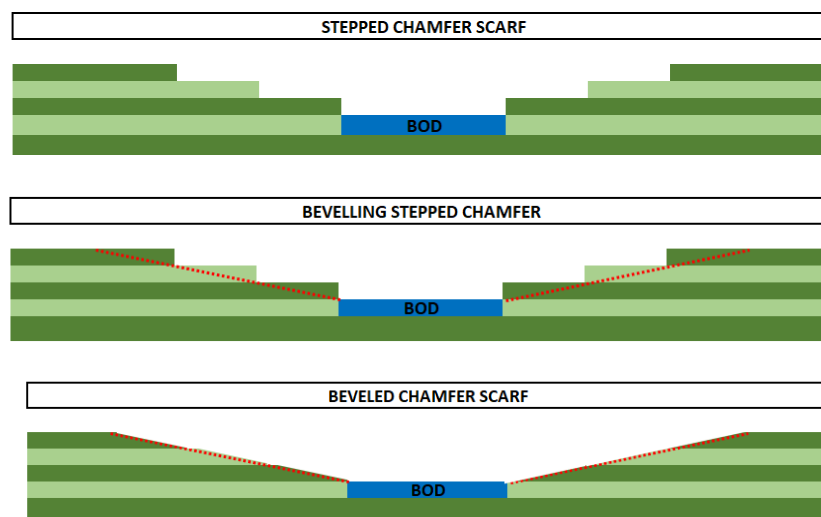 STEPPED CHAMFER SCARF
BOD
BEVELLING STEPPED CHAMFER
BOD
BEVELED CHAMFER SCARF
BOD